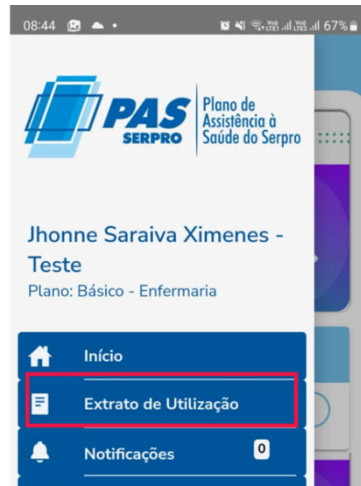 08:44 67%
PAS
SERPRO
Plano de
Assistência à
Saúde do Serpro
Jhonne Saraiva Ximenes -
Teste
Plano: Básico - Enfermaria
Início
Extrato de Utilização
Notificações 0